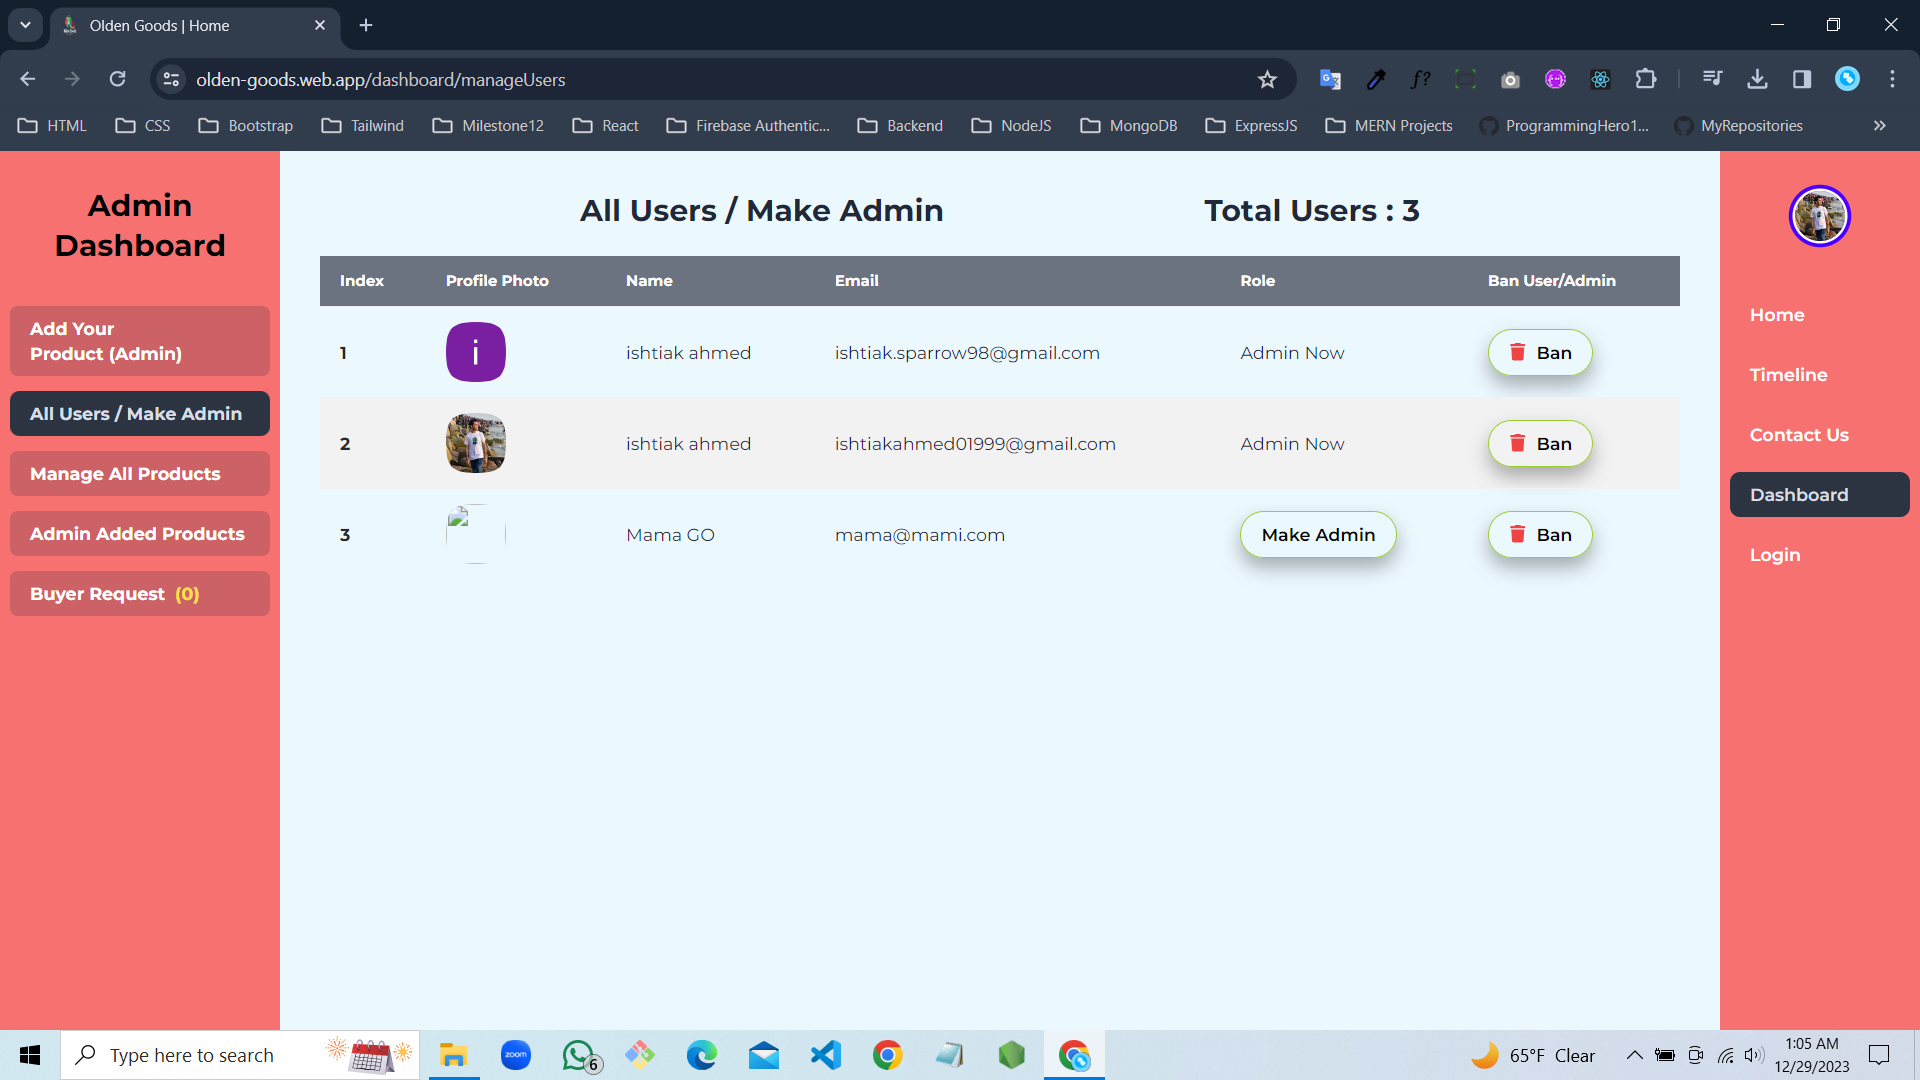 Olden Goods | Home
olden-goods.web.app/dashboard/manageUsers
HTML
CSS
Bootstrap
Tailwind
Milestone12
React
Firebase Authentic...
Backend
NodeJS
MongoDB
ExpressJS
MERN Projects
ProgrammingHero1...
MyRepositories
Admin
Dashboard
Add Your
Product (Admin)
All Users / Make Admin
Manage All Products
Admin Added Products
Buyer Request (0)
All Users / Make Admin
Total Users : 3
Index Profile Photo Name Email Role Ban User/Admin
1 i ishtiak ahmed ishtiak.sparrow98@gmail.com Admin Now Ban
2 ishtiak ahmed ishtiakahmed01999@gmail.com Admin Now Ban
3 Mama GO mama@mami.com Make Admin Ban
Home
Timeline
Contact Us
Dashboard
Login
Type here to search
zoom
6
65°F Clear
1:05 AM
12/29/2023